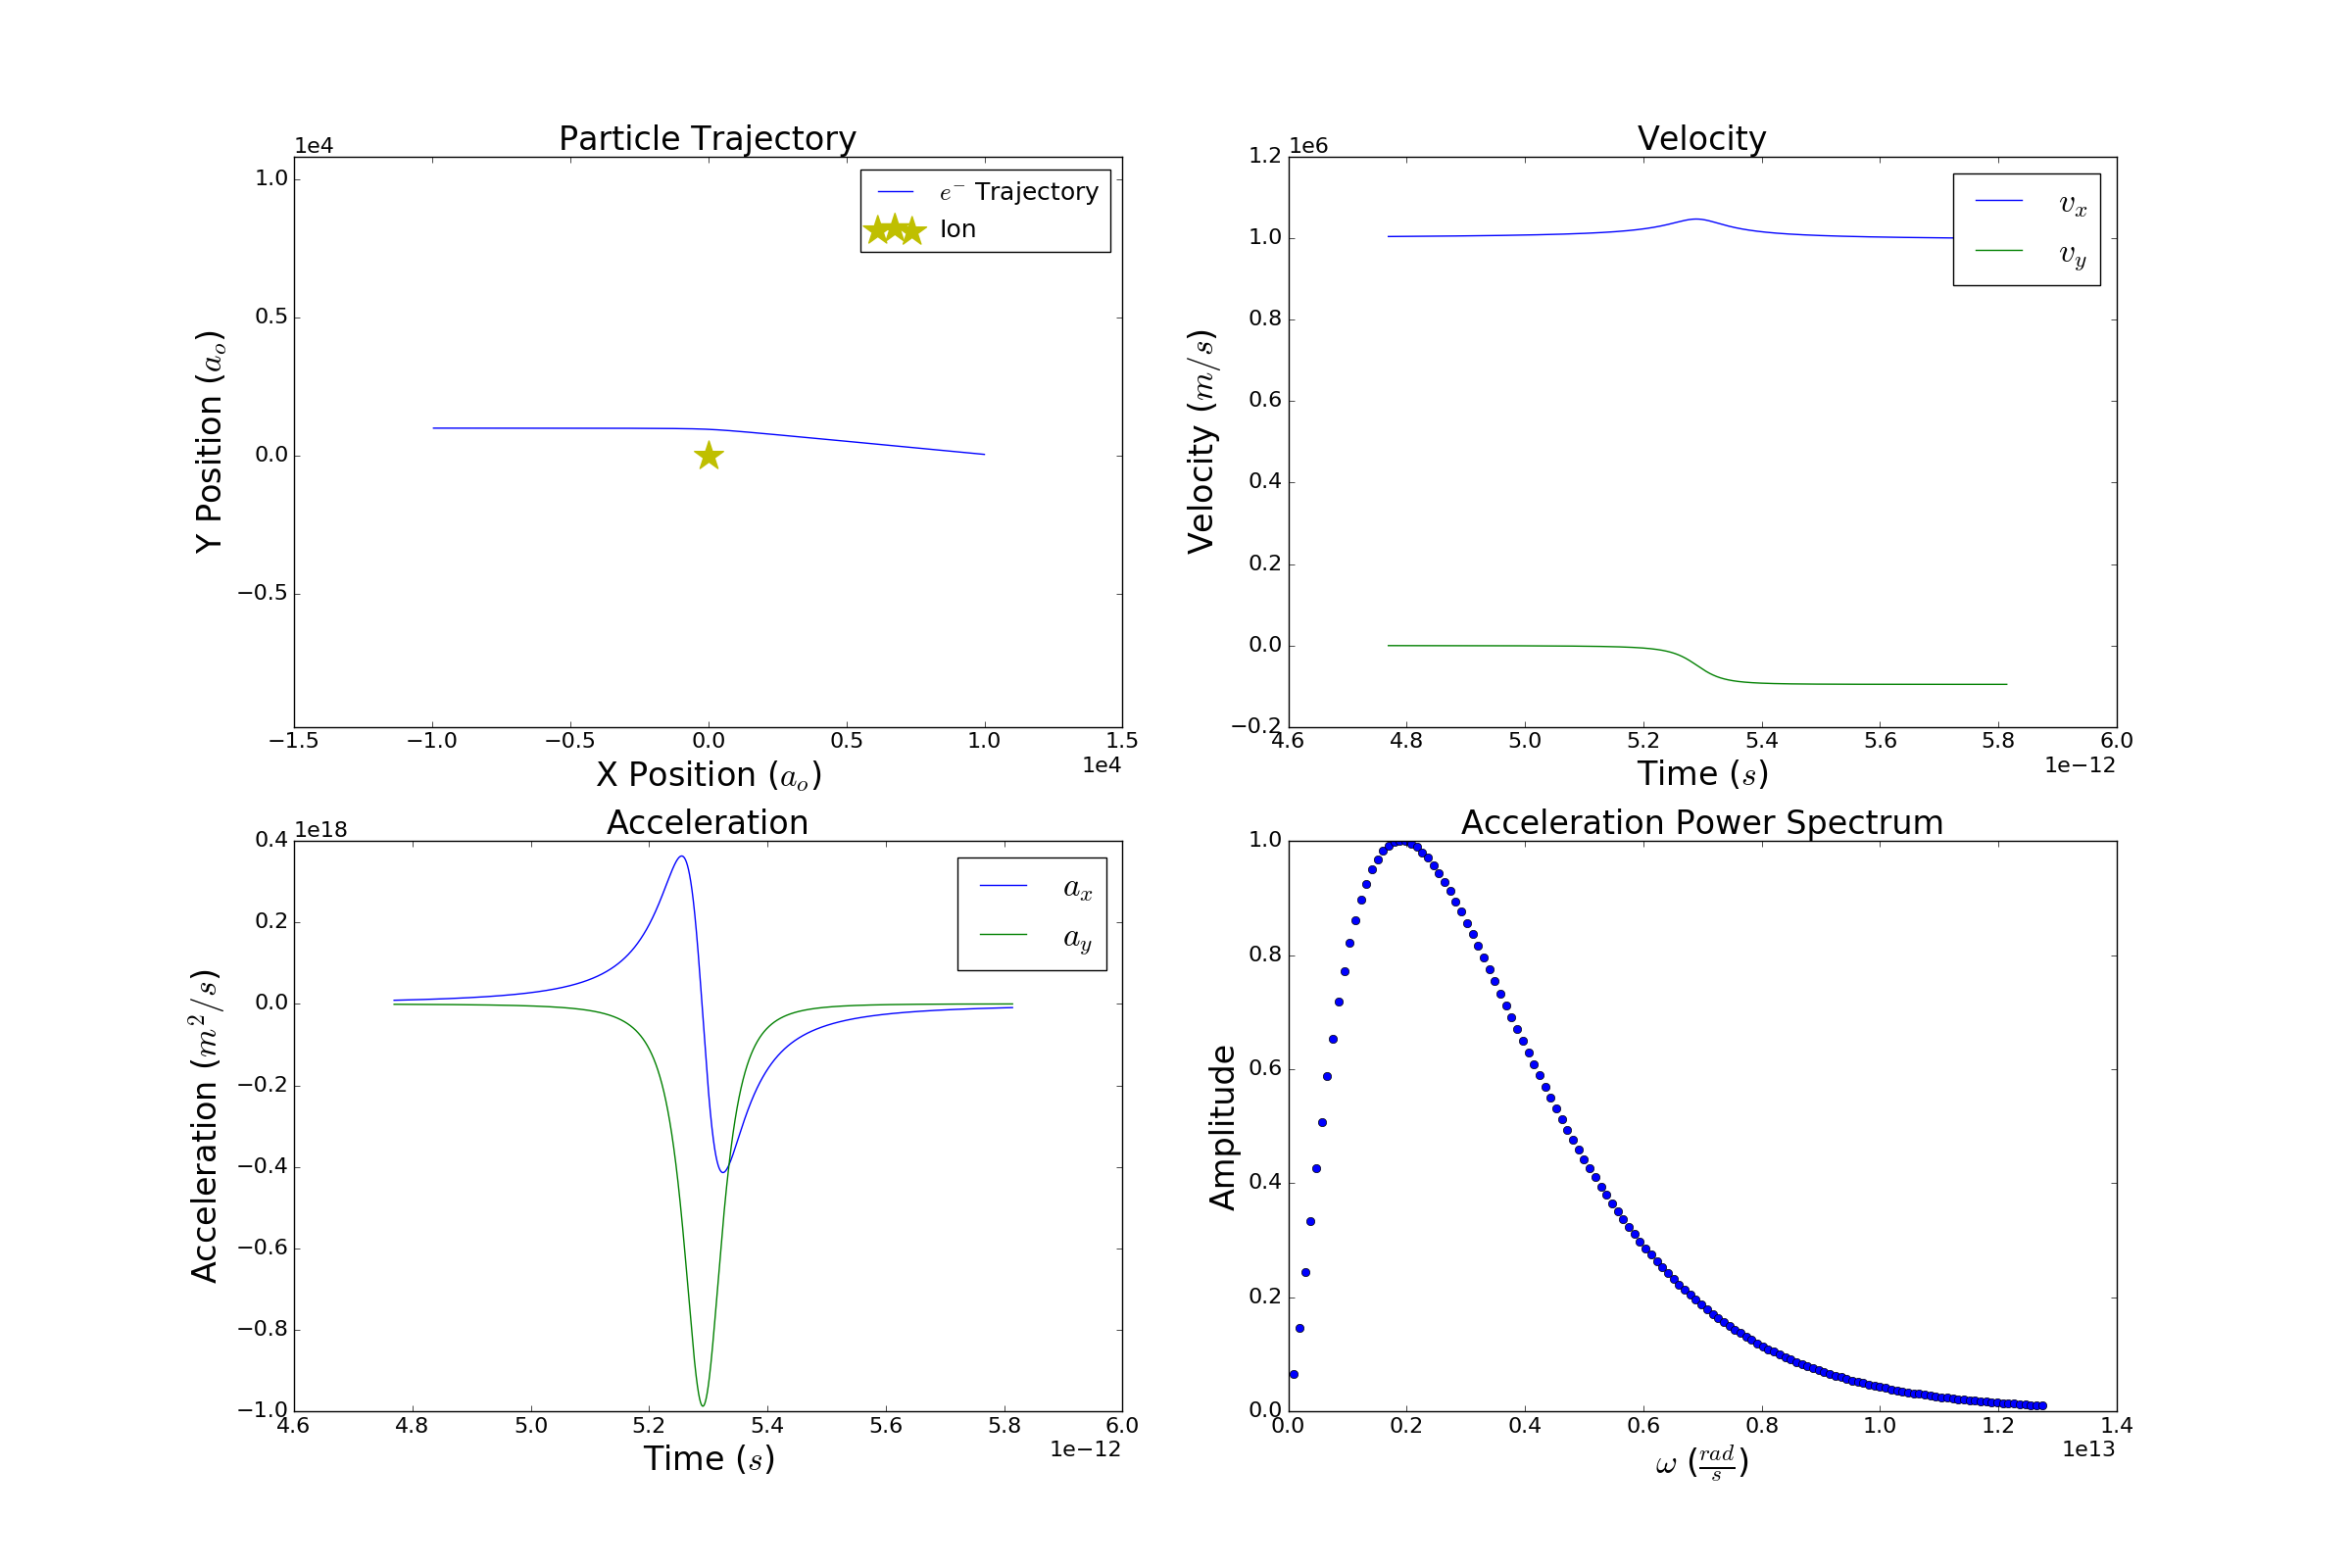 Particle Trajectory
1e4
1.0
0.5
0.0
−0.5
Y Position (a_o)
e⁻ Trajectory
Ion
−1.5 −1.0 −0.5 0.0 0.5 1.0 1.5
1e4
X Position (a_o)
Velocity
1e6
1.2
1.0
0.8
0.6
0.4
0.2
0.0
−0.2
Velocity (m/s)
v_x
v_y
4.6 4.8 5.0 5.2 5.4 5.6 5.8 6.0
1e−12
Time (s)
Acceleration
1e18
0.4
0.2
0.0
−0.2
−0.4
−0.6
−0.8
−1.0
Acceleration (m²/s)
a_x
a_y
4.6 4.8 5.0 5.2 5.4 5.6 5.8 6.0
1e−12
Time (s)
Acceleration Power Spectrum
1.0
0.8
0.6
0.4
0.2
0.0
Amplitude
0.0 0.2 0.4 0.6 0.8 1.0 1.2 1.4
1e13
ω (rad/s)